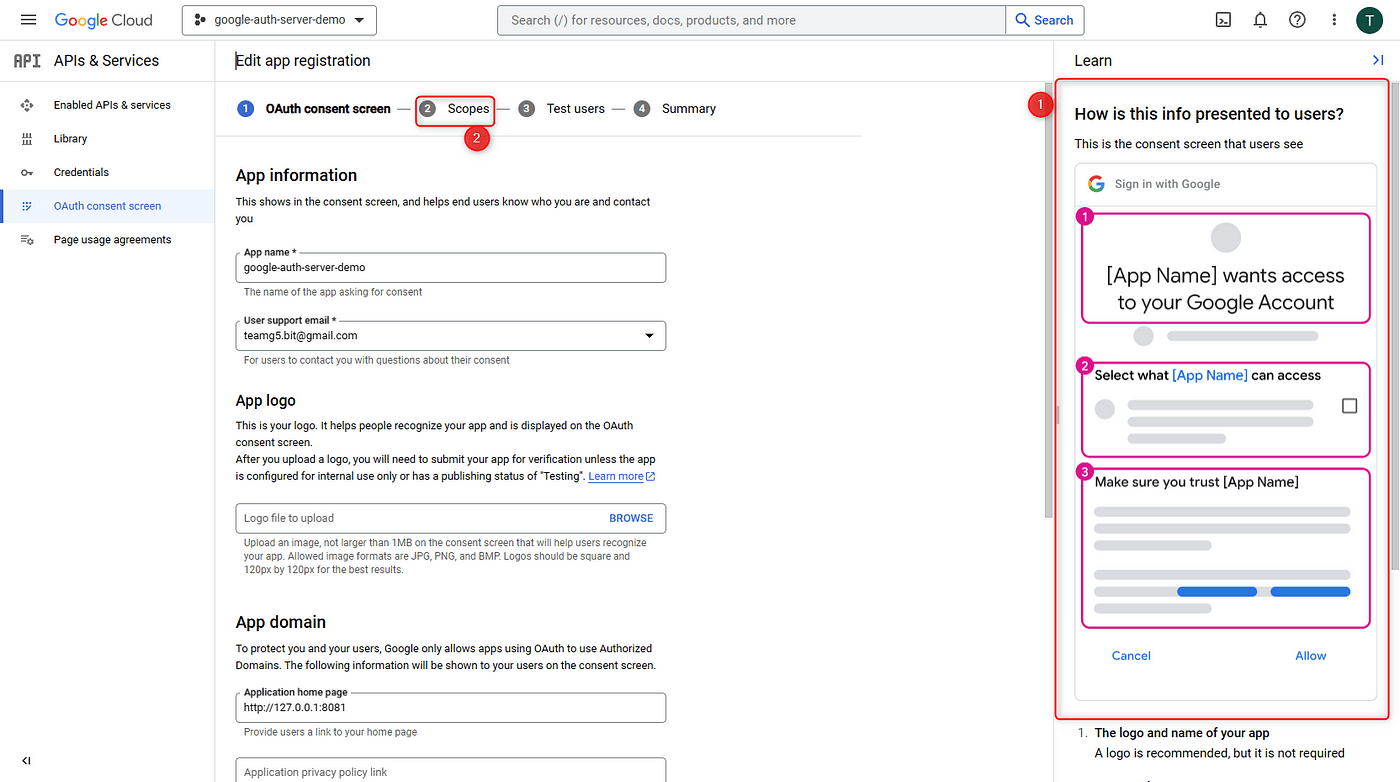 Google Cloud
google-auth-server-demo
Search (/) for resources, docs, products, and more
Search
T
API APIs & Services
Enabled APIs & services
Library
Credentials
OAuth consent screen
Page usage agreements
Edit app registration
1 OAuth consent screen — 2 Scopes — 3 Test users — 4 Summary
2
App information
This shows in the consent screen, and helps end users know who you are and contact
you
App name *
google-auth-server-demo
The name of the app asking for consent
User support email *
teamg5.bit@gmail.com
For users to contact you with questions about their consent
App logo
This is your logo. It helps people recognize your app and is displayed on the OAuth
consent screen.
After you upload a logo, you will need to submit your app for verification unless the app
is configured for internal use only or has a publishing status of "Testing". Learn more
Logo file to upload BROWSE
Upload an image, not larger than 1MB on the consent screen that will help users recognize
your app. Allowed image formats are JPG, PNG, and BMP. Logos should be square and
120px by 120px for the best results.
App domain
To protect you and your users, Google only allows apps using OAuth to use Authorized
Domains. The following information will be shown to your users on the consent screen.
Application home page
http://127.0.0.1:8081
Provide users a link to your home page
Application privacy policy link
Learn
1
How is this info presented to users?
This is the consent screen that users see
Sign in with Google
1
[App Name] wants access
to your Google Account
2
Select what [App Name] can access
3
Make sure you trust [App Name]
Cancel Allow
1. The logo and name of your app
A logo is recommended, but it is not required